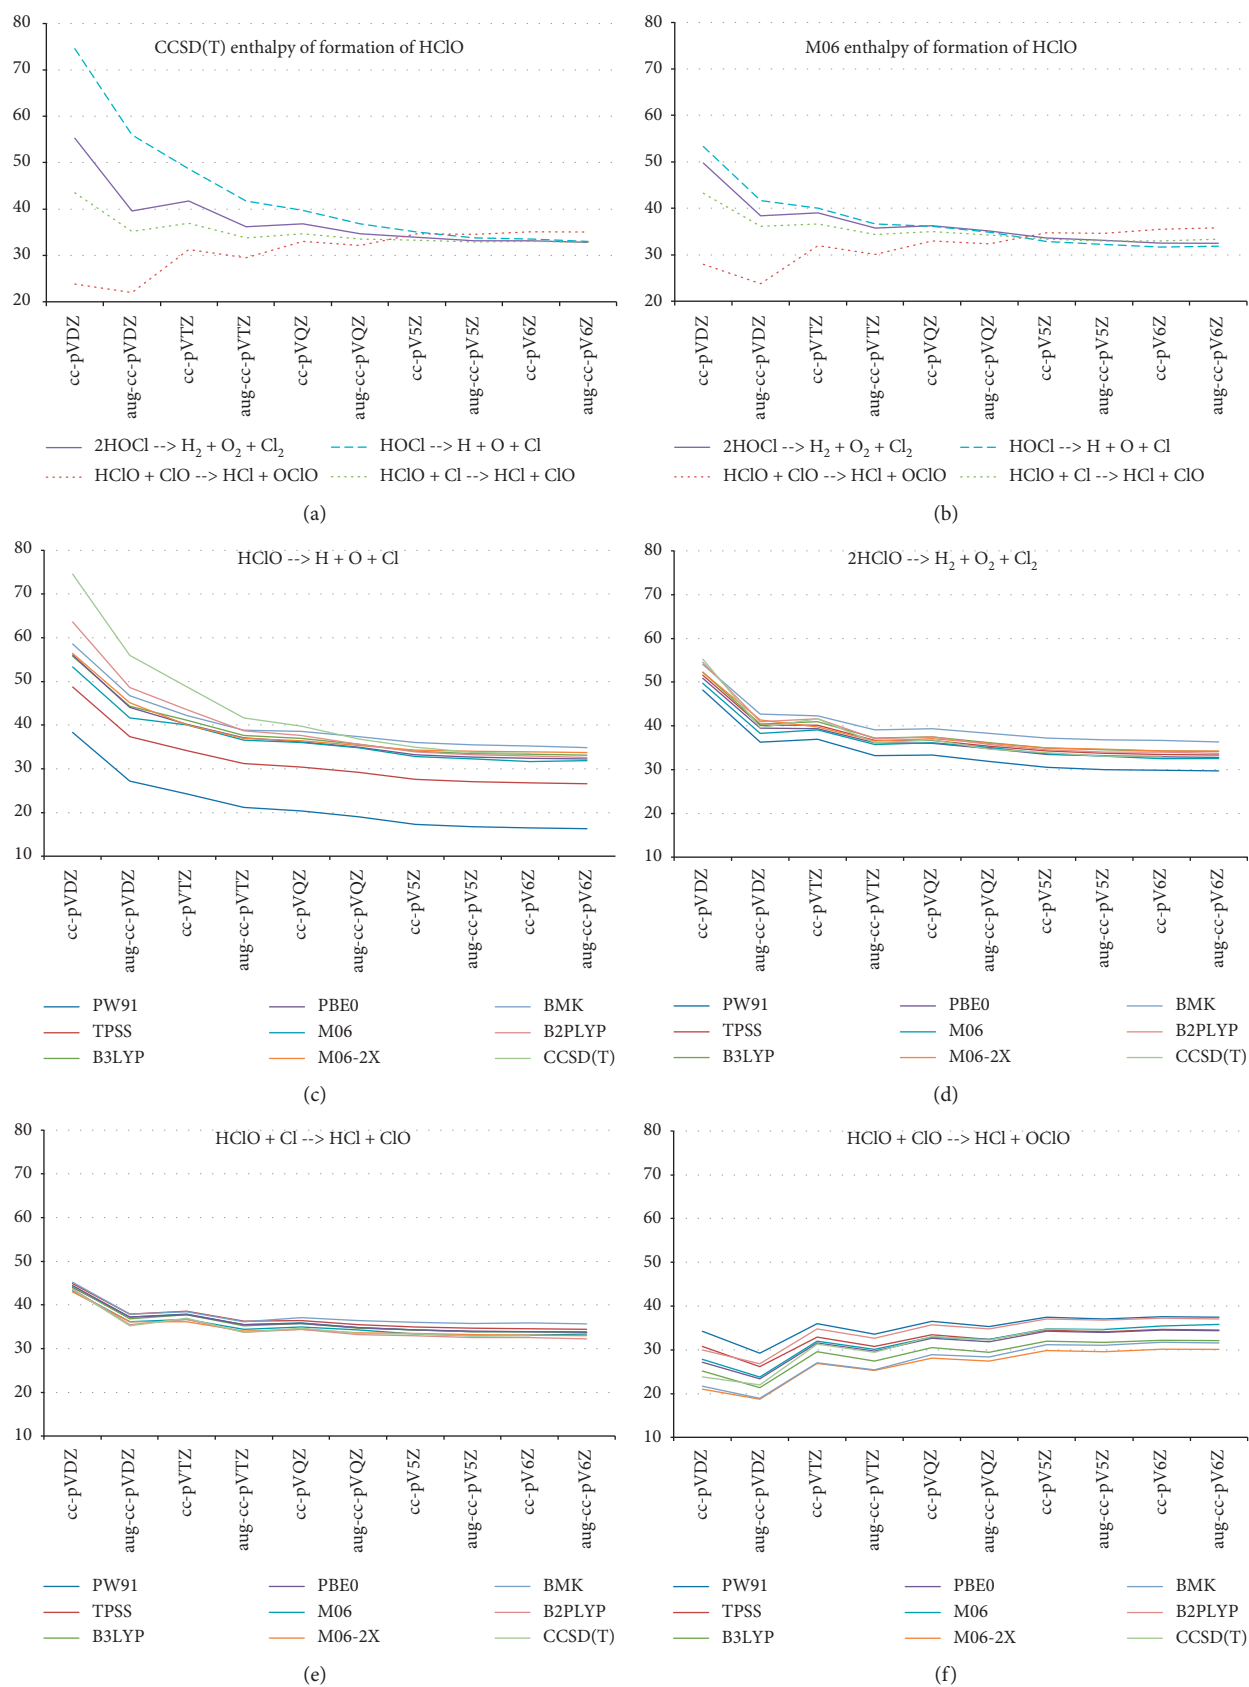 CCSD(T) enthalpy of formation of HClO
80
70
60
50
40
30
20
cc-pVDZ
aug-cc-pVDZ
cc-pVTZ
aug-cc-pVTZ
cc-pVQZ
aug-cc-pVQZ
cc-pV5Z
aug-cc-pV5Z
cc-pV6Z
aug-cc-pV6Z
2HOCl --> H₂ + O₂ + Cl₂
HOCl --> H + O + Cl
HClO + ClO --> HCl + OClO
HClO + Cl --> HCl + ClO
(a)
M06 enthalpy of formation of HClO
80
70
60
50
40
30
20
cc-pVDZ
aug-cc-pVDZ
cc-pVTZ
aug-cc-pVTZ
cc-pVQZ
aug-cc-pVQZ
cc-pV5Z
aug-cc-pV5Z
cc-pV6Z
aug-cc-pV6Z
2HOCl --> H₂ + O₂ + Cl₂
HOCl --> H + O + Cl
HClO + ClO --> HCl + OClO
HClO + Cl --> HCl + ClO
(b)
HClO --> H + O + Cl
80
70
60
50
40
30
20
10
cc-pVDZ
aug-cc-pVDZ
cc-pVTZ
aug-cc-pVTZ
cc-pVQZ
aug-cc-pVQZ
cc-pV5Z
aug-cc-pV5Z
cc-pV6Z
aug-cc-pV6Z
PW91
PBE0
BMK
TPSS
M06
B2PLYP
B3LYP
M06-2X
CCSD(T)
(c)
2HClO --> H₂ + O₂ + Cl₂
80
70
60
50
40
30
20
10
cc-pVDZ
aug-cc-pVDZ
cc-pVTZ
aug-cc-pVTZ
cc-pVQZ
aug-cc-pVQZ
cc-pV5Z
aug-cc-pV5Z
cc-pV6Z
aug-cc-pV6Z
PW91
PBE0
BMK
TPSS
M06
B2PLYP
B3LYP
M06-2X
CCSD(T)
(d)
HClO + Cl --> HCl + ClO
80
70
60
50
40
30
20
10
cc-pVDZ
aug-cc-pVDZ
cc-pVTZ
aug-cc-pVTZ
cc-pVQZ
aug-cc-pVQZ
cc-pV5Z
aug-cc-pV5Z
cc-pV6Z
aug-cc-pV6Z
PW91
PBE0
BMK
TPSS
M06
B2PLYP
B3LYP
M06-2X
CCSD(T)
(e)
HClO + ClO --> HCl + OClO
80
70
60
50
40
30
20
10
cc-pVDZ
aug-cc-pVDZ
cc-pVTZ
aug-cc-pVTZ
cc-pVQZ
aug-cc-pVQZ
cc-pV5Z
aug-cc-pV5Z
cc-pV6Z
aug-cc-pV6Z
PW91
PBE0
BMK
TPSS
M06
B2PLYP
B3LYP
M06-2X
CCSD(T)
(f)